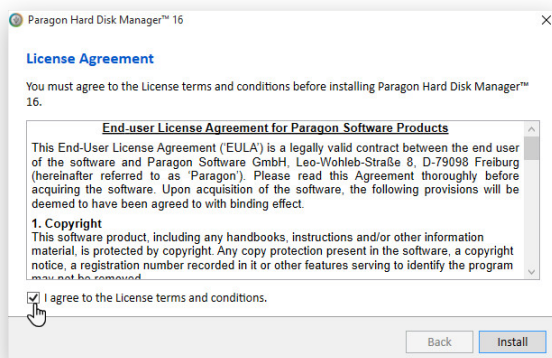 Paragon Hard Disk Manager™ 16
License Agreement
You must agree to the License terms and conditions before installing Paragon Hard Disk Manager™
16.
End-user License Agreement for Paragon Software Products
This End-User License Agreement ('EULA') is a legally valid contract between the end user
of the software and Paragon Software GmbH, Leo-Wohleb-Straße 8, D-79098 Freiburg
(hereinafter referred to as 'Paragon'). Please read this Agreement thoroughly before
acquiring the software. Upon acquisition of the software, the following provisions will be
deemed to have been agreed to with binding effect.
1. Copyright
This software product, including any handbooks, instructions and/or other information
material, is protected by copyright. Any copy protection present in the software, a copyright
notice, a registration number recorded in it or other features serving to identify the program
may not be removed
I agree to the License terms and conditions.
Back
Install